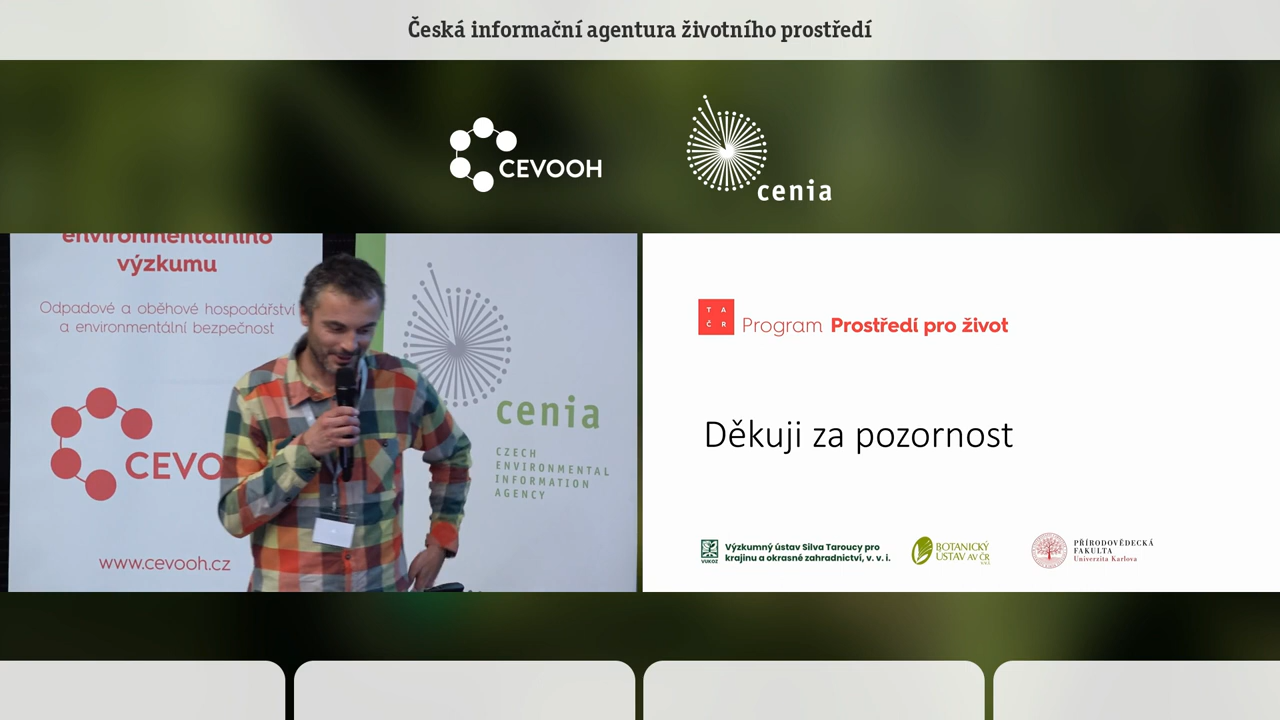 Česká informační agentura životního prostředí
CEVOOH
cenia
environmentálního
výzkumu
Odpadové a oběhové hospodářství
a environmentální bezpečnost
CEVO
www.cevooh.cz
cenia
CZECH
ENVIRONMENTAL
INFORMATION
AGENCY
T A
Č R
Program Prostředí pro život
Děkuji za pozornost
VUKOZ
Výzkumný ústav Silva Taroucy pro
krajinu a okrasné zahradnictví, v. v. i.
BOTANICKÝ
ÚSTAV AV ČR
PŘÍRODOVĚDECKÁ
FAKULTA
Univerzita Karlova